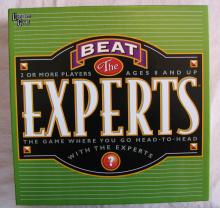 BEAT
The
2 OR MORE PLAYERS
AGES 8 AND UP
EXPERTS
THE GAME WHERE YOU GO HEAD-TO-HEAD
WITH THE EXPERTS
?